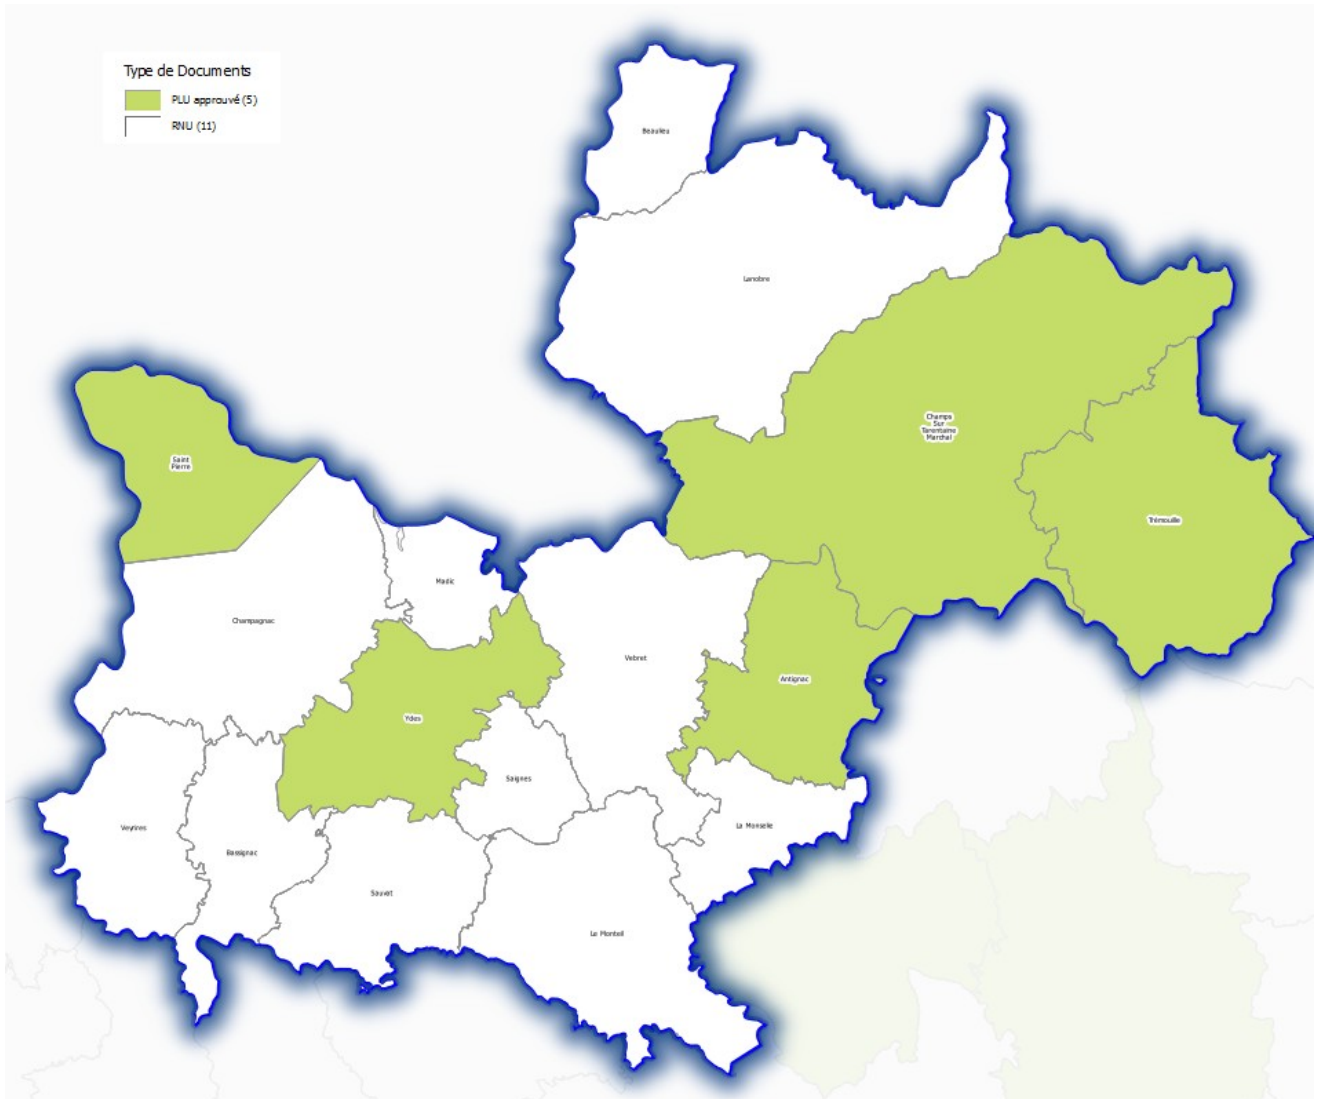 Type de Documents
PLU approuvé (5)
RNU (11)
Beaulieu
Lanobre
Champs
Sur
Tarentaine
Marchal
Saint
Pierre
Trémouille
Madic
Champagnac
Vebret
Antignac
Ydes
Saignes
Veyrires
La Monselie
Bassignac
Sauvat
Le Monteil